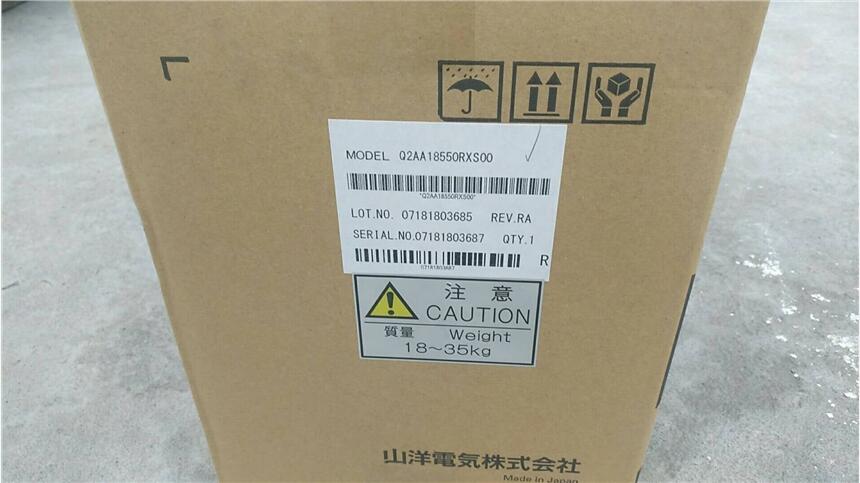 MODEL Q2AA18550RXS00
"Q2AA18550RXS00"
LOT.NO. 07181803685 REV.RA
SERIAL.NO.07181803687 QTY.1
07181803687
R
注意
CAUTION
質量 Weight
18~35kg
山洋電気株式会社
Made in Japan